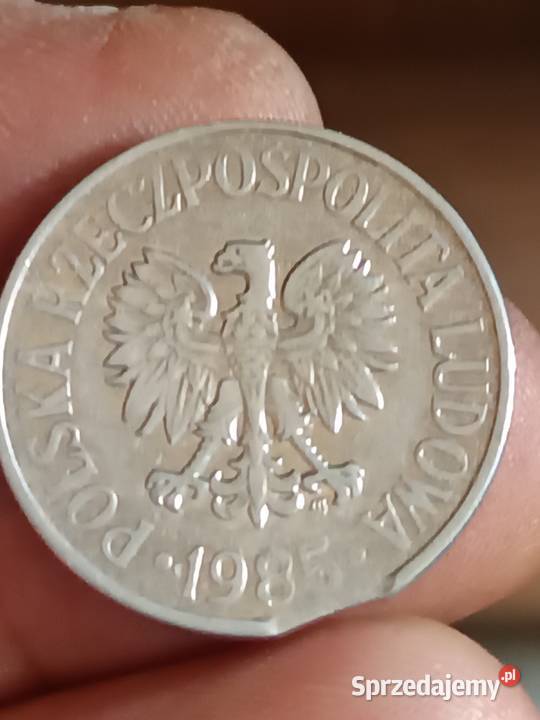 POLSKA RZECZPOSPOLITA LUDOWA
· 1985 ·
Sprzedajemy.pl